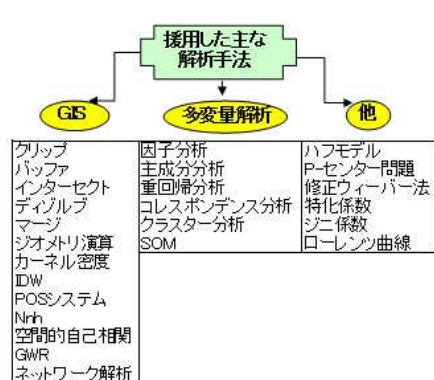 援用した主な
解析手法
GIS
多変量解析
他
クリップ
バッファ
インターセクト
ディゾルブ
マージ
ジオメトリ演算
カーネル密度
IDW
POSシステム
Nnh
空間的自己相関
GWR
ネットワーク解析
因子分析
主成分分析
重回帰分析
コレスポンデンス分析
クラスター分析
SOM
ハフモデル
P-センター問題
修正ウィーバー法
特化係数
ジニ係数
ローレンツ曲線